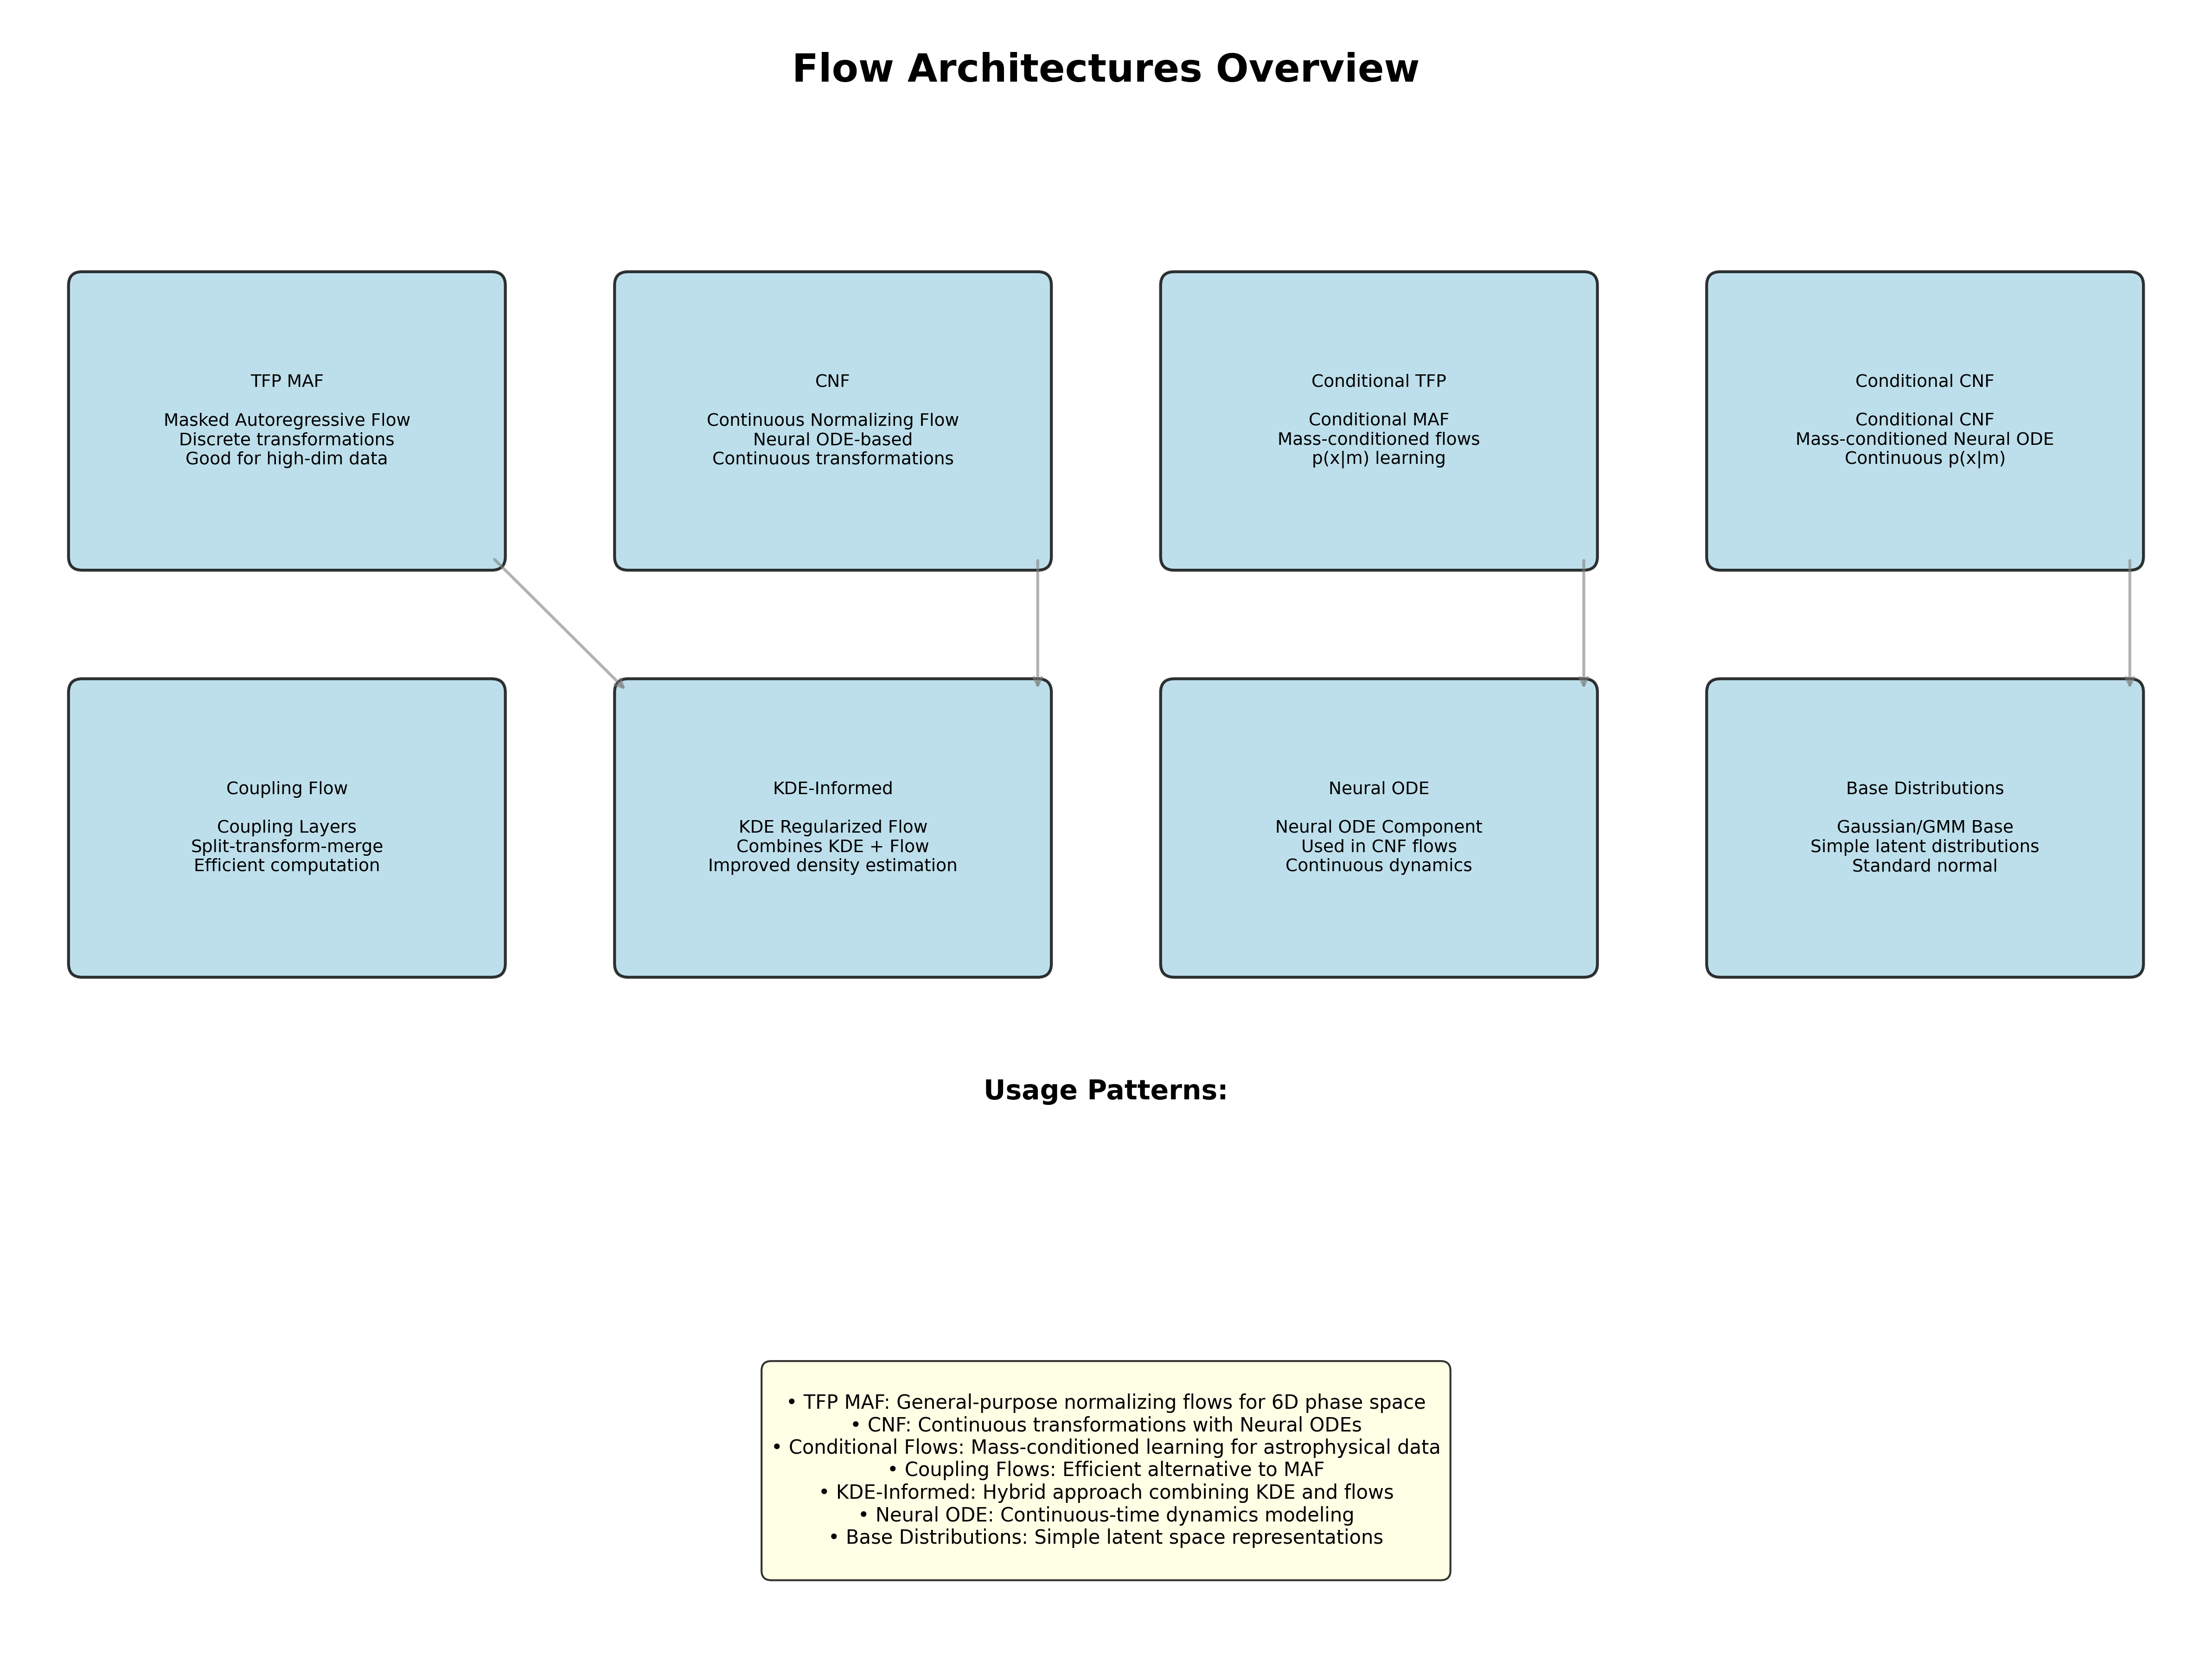 Flow Architectures Overview
TFP MAF
Masked Autoregressive Flow
Discrete transformations
Good for high-dim data
CNF
Continuous Normalizing Flow
Neural ODE-based
Continuous transformations
Conditional TFP
Conditional MAF
Mass-conditioned flows
p(x|m) learning
Conditional CNF
Conditional CNF
Mass-conditioned Neural ODE
Continuous p(x|m)
Coupling Flow
Coupling Layers
Split-transform-merge
Efficient computation
KDE-Informed
KDE Regularized Flow
Combines KDE + Flow
Improved density estimation
Neural ODE
Neural ODE Component
Used in CNF flows
Continuous dynamics
Base Distributions
Gaussian/GMM Base
Simple latent distributions
Standard normal
Usage Patterns:
• TFP MAF: General-purpose normalizing flows for 6D phase space
• CNF: Continuous transformations with Neural ODEs
• Conditional Flows: Mass-conditioned learning for astrophysical data
• Coupling Flows: Efficient alternative to MAF
• KDE-Informed: Hybrid approach combining KDE and flows
• Neural ODE: Continuous-time dynamics modeling
• Base Distributions: Simple latent space representations